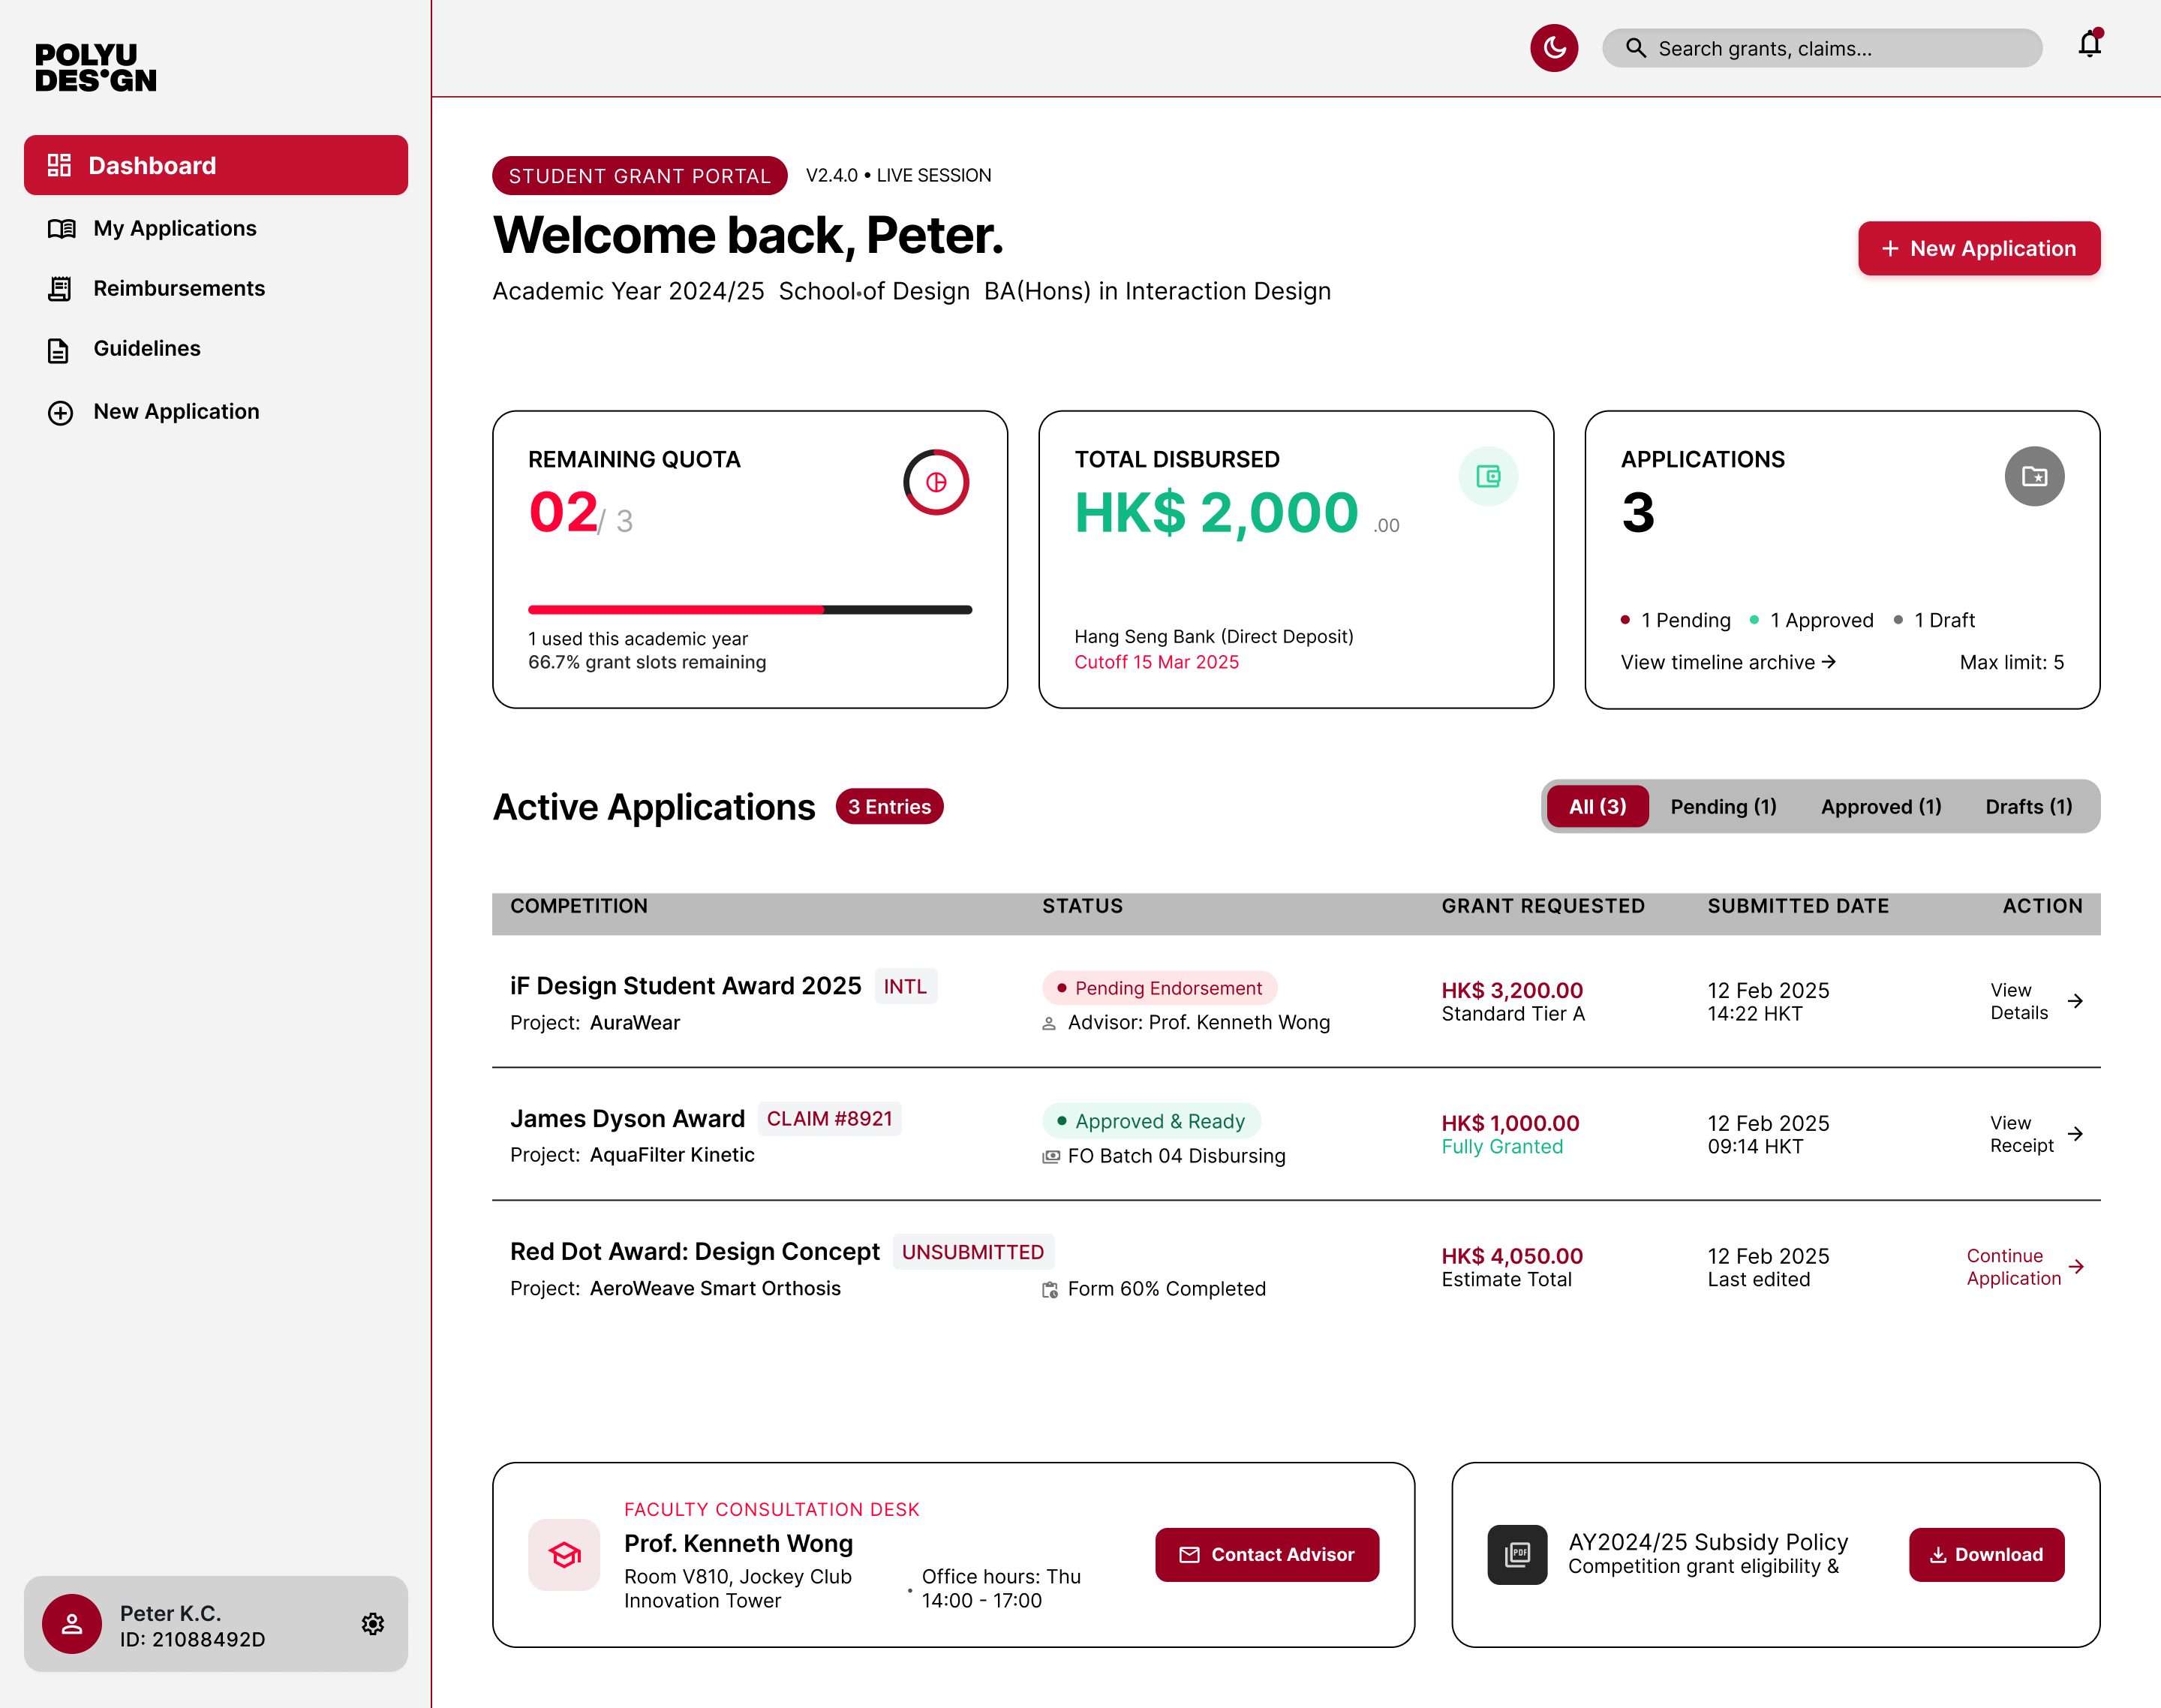 POLYU
DES•GN
Search grants, claims...
Dashboard
My Applications
Reimbursements
Guidelines
New Application
STUDENT GRANT PORTAL
V2.4.0 • LIVE SESSION
Welcome back, Peter.
Academic Year 2024/25 School•of Design BA(Hons) in Interaction Design
+ New Application
REMAINING QUOTA
02/ 3
1 used this academic year
66.7% grant slots remaining
TOTAL DISBURSED
HK$ 2,000 .00
Hang Seng Bank (Direct Deposit)
Cutoff 15 Mar 2025
APPLICATIONS
3
• 1 Pending • 1 Approved • 1 Draft
View timeline archive → Max limit: 5
Active Applications
3 Entries
All (3) Pending (1) Approved (1) Drafts (1)
COMPETITION STATUS GRANT REQUESTED SUBMITTED DATE ACTION
iF Design Student Award 2025 INTL
Project: AuraWear
• Pending Endorsement
Advisor: Prof. Kenneth Wong
HK$ 3,200.00
Standard Tier A
12 Feb 2025
14:22 HKT
View
Details →
James Dyson Award CLAIM #8921
Project: AquaFilter Kinetic
• Approved & Ready
FO Batch 04 Disbursing
HK$ 1,000.00
Fully Granted
12 Feb 2025
09:14 HKT
View
Receipt →
Red Dot Award: Design Concept UNSUBMITTED
Project: AeroWeave Smart Orthosis
Form 60% Completed
HK$ 4,050.00
Estimate Total
12 Feb 2025
Last edited
Continue
Application →
FACULTY CONSULTATION DESK
Prof. Kenneth Wong
Room V810, Jockey Club
Innovation Tower
• Office hours: Thu
14:00 - 17:00
Contact Advisor
PDF
AY2024/25 Subsidy Policy
Competition grant eligibility &
Download
Peter K.C.
ID: 21088492D